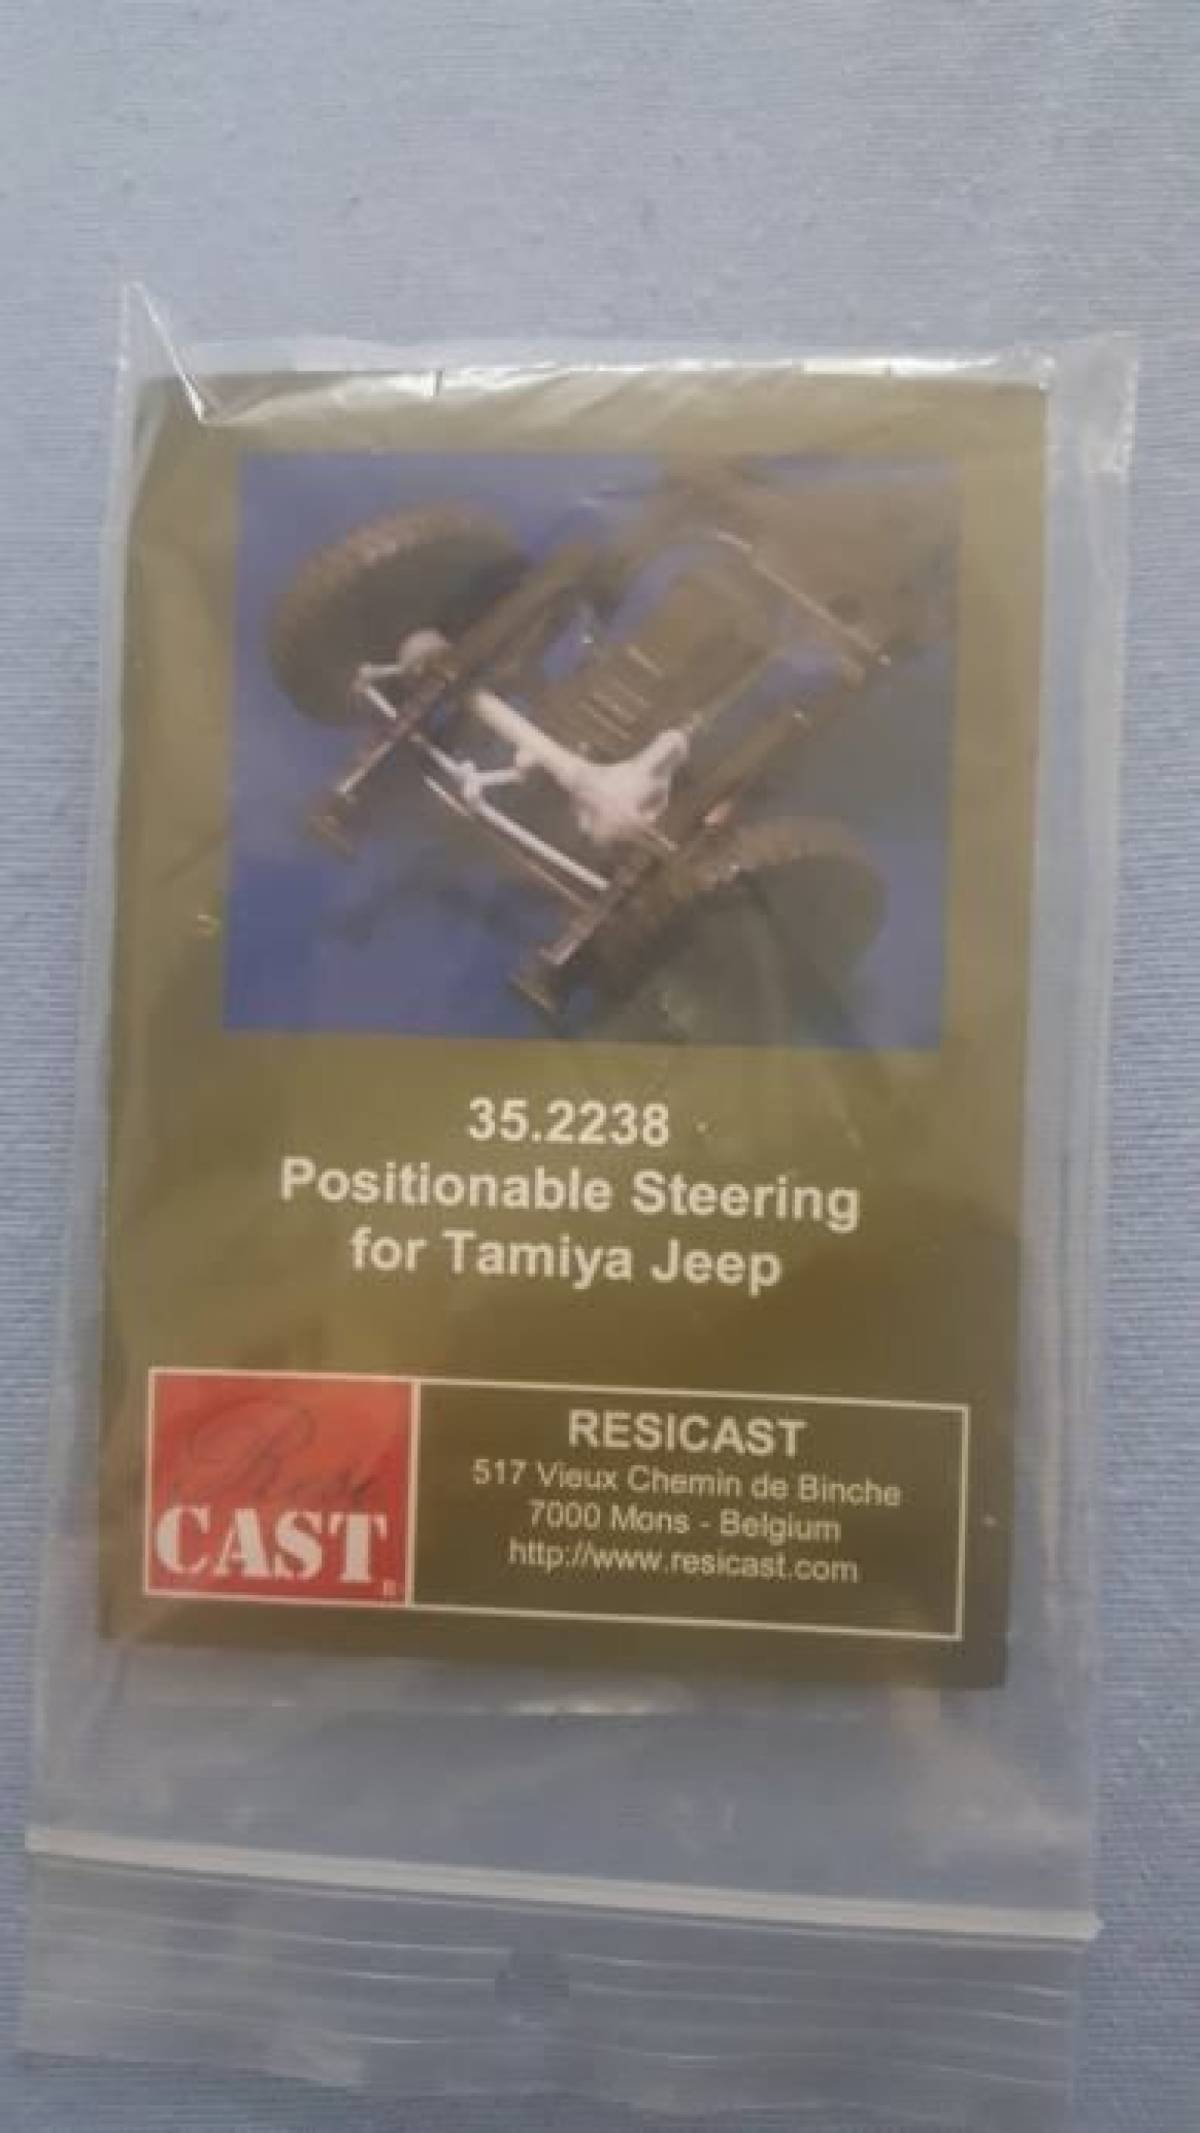 35.2238
Positionable Steering
for Tamiya Jeep
Resi
CAST
®
RESICAST
517 Vieux Chemin de Binche
7000 Mons - Belgium
http://www.resicast.com